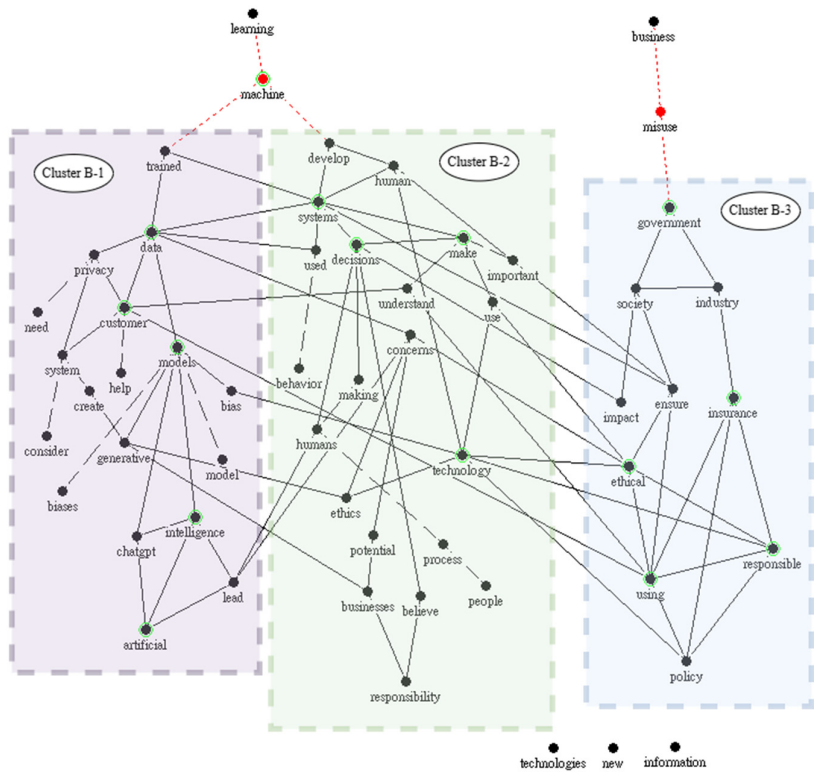 learning
business
machine
misuse
trained
develop
human
Cluster B-1
Cluster B-2
Cluster B-3
systems
government
data
used
decisions
make
privacy
important
understand
use
society
industry
need
customer
concerns
system
help
models
behavior
making
impact
ensure
insurance
create
bias
consider
generative
model
humans
technology
ethical
biases
ethics
chatgpt
intelligence
potential
process
responsible
lead
businesses
believe
people
using
artificial
responsibility
policy
technologies
new
information